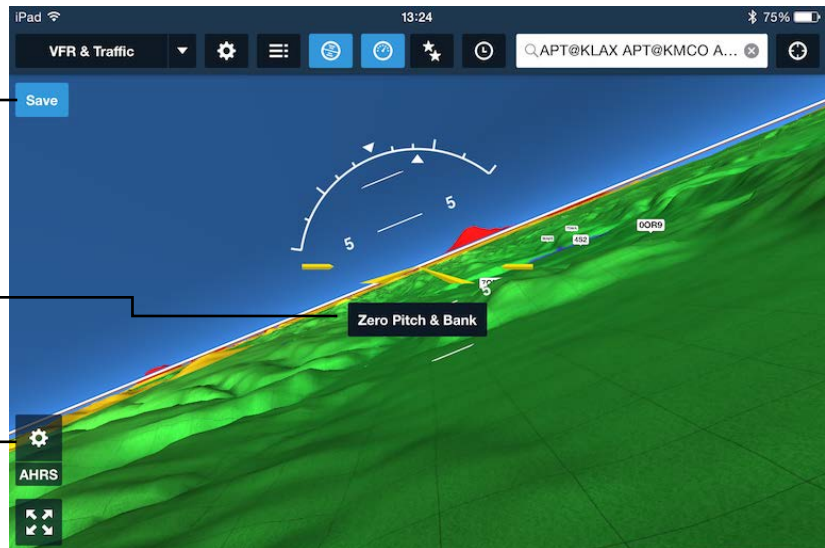 iPad 13:24 75%
VFR & Traffic APT@KLAX APT@KMCO A...
Save
5
5
0OR9
452
5
Zero Pitch & Bank
AHRS